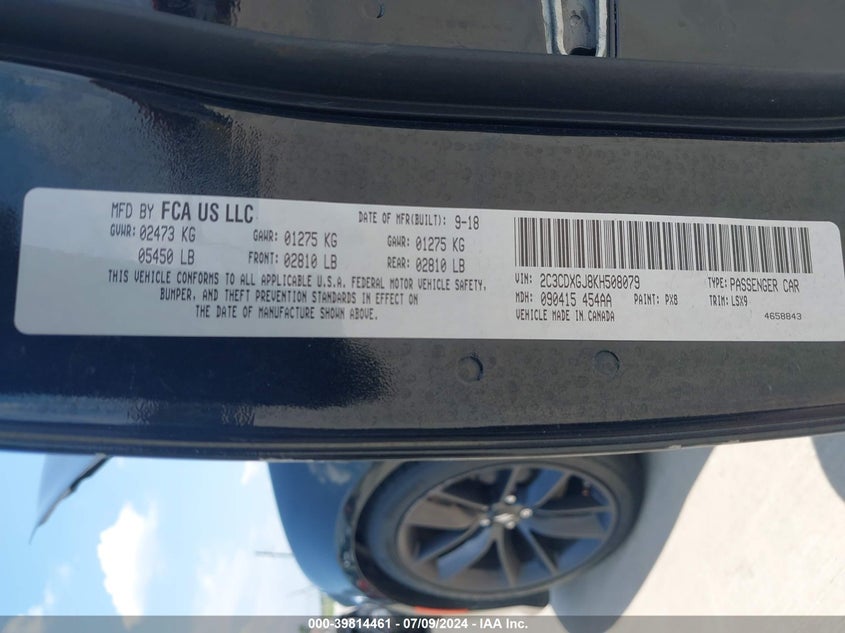 MFD BY FCA US LLC DATE OF MFR(BUILT): 9-18
GVWR: 02473 KG GAWR: 01275 KG GAWR: 01275 KG
05450 LB FRONT: 02810 LB REAR: 02810 LB
THIS VEHICLE CONFORMS TO ALL APPLICABLE U.S.A. FEDERAL MOTOR VEHICLE SAFETY,
BUMPER, AND THEFT PREVENTION STANDARDS IN EFFECT ON
THE DATE OF MANUFACTURE SHOWN ABOVE.
VIN: 2C3CDXGJ8KH508079 TYPE: PASSENGER CAR
MDH: 090415 454AA PAINT: PX8 TRIM: LSX9
VEHICLE MADE IN CANADA 4658843
000-39814461 - 07/09/2024 - IAA Inc.